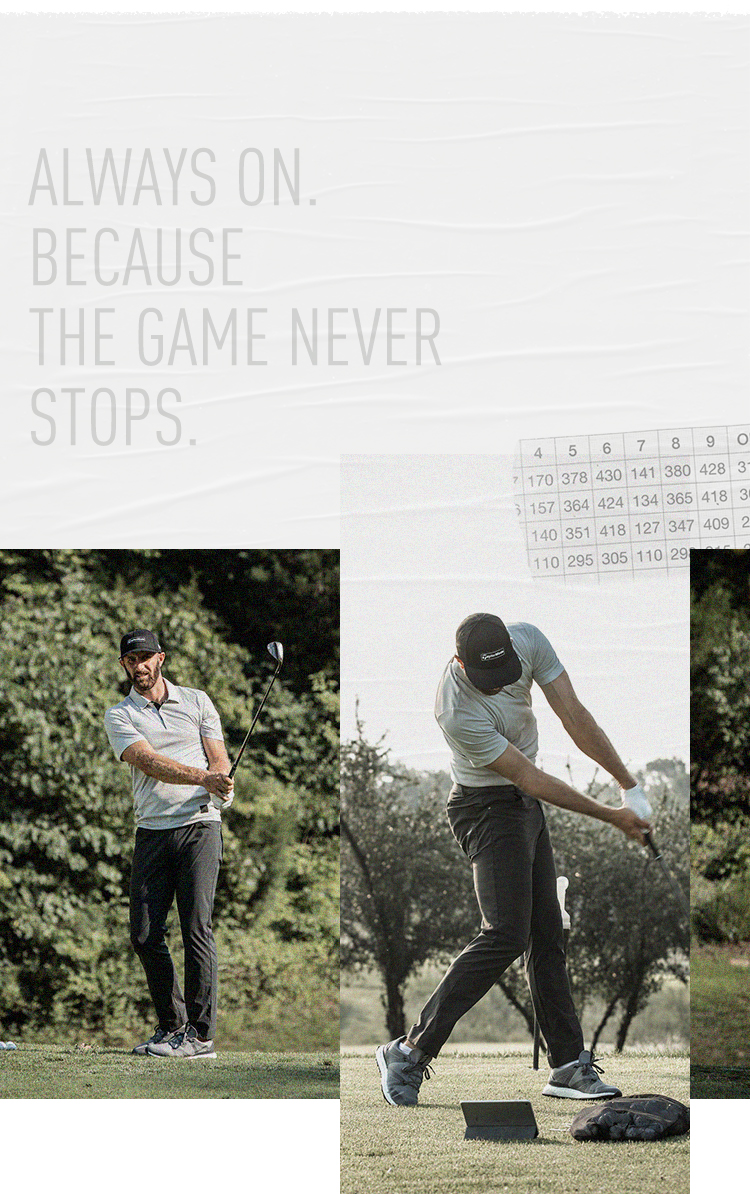 ALWAYS ON.
BECAUSE
THE GAME NEVER
STOPS.
4 5 6 7 8 9
170 378 430 141 380 428
157 364 424 134 365 418
140 351 418 127 347 409
110 295 305 110